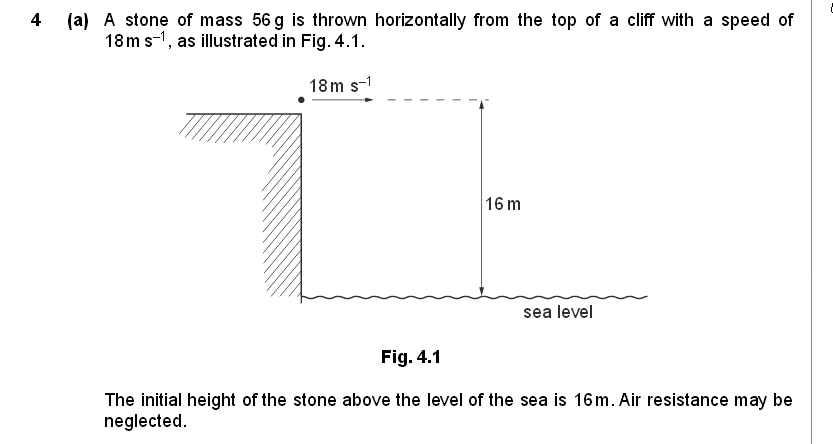 4 (a) A stone of mass 56 g is thrown horizontally from the top of a cliff with a speed of
18 m s⁻¹, as illustrated in Fig. 4.1.
18 m s⁻¹
16 m
sea level
Fig. 4.1
The initial height of the stone above the level of the sea is 16 m. Air resistance may be
neglected.